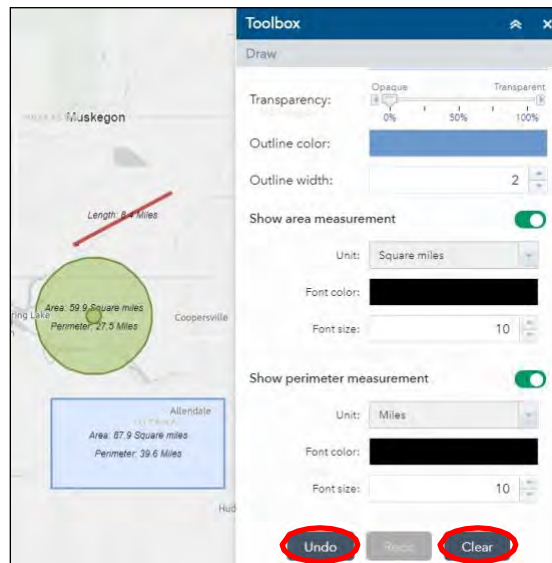 Toolbox
Draw
Transparency:
Opaque
Transparent
0%
50%
100%
Outline color:
Outline width:
2
Show area measurement
Unit:
Square miles
Font color:
Font size:
10
Show perimeter measurement
Unit:
Miles
Font color:
Font size:
10
Undo
Redo
Clear
Muskegon
Length: 8.4 Miles
Area: 59.9 Square miles
Perimeter: 27.5 Miles
ring Lake
Coopersville
Allendale
Area: 87.9 Square miles
Perimeter: 39.6 Miles
Hud